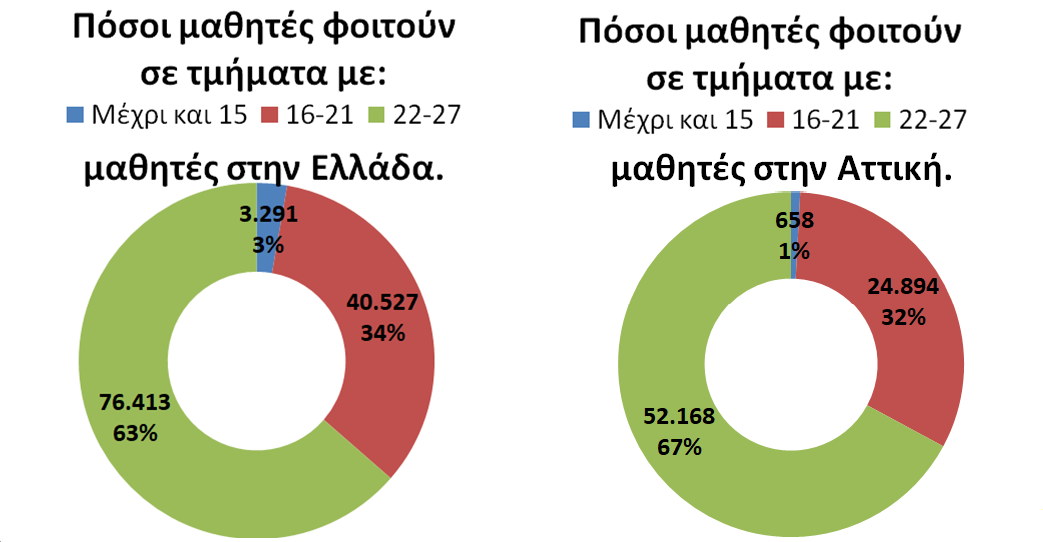 Πόσοι μαθητές φοιτούν
σε τμήματα με:
Μέχρι και 15 16-21 22-27
μαθητές στην Ελλάδα.
3.291
3%
40.527
34%
76.413
63%
Πόσοι μαθητές φοιτούν
σε τμήματα με:
Μέχρι και 15 16-21 22-27
μαθητές στην Αττική.
658
1%
24.894
32%
52.168
67%